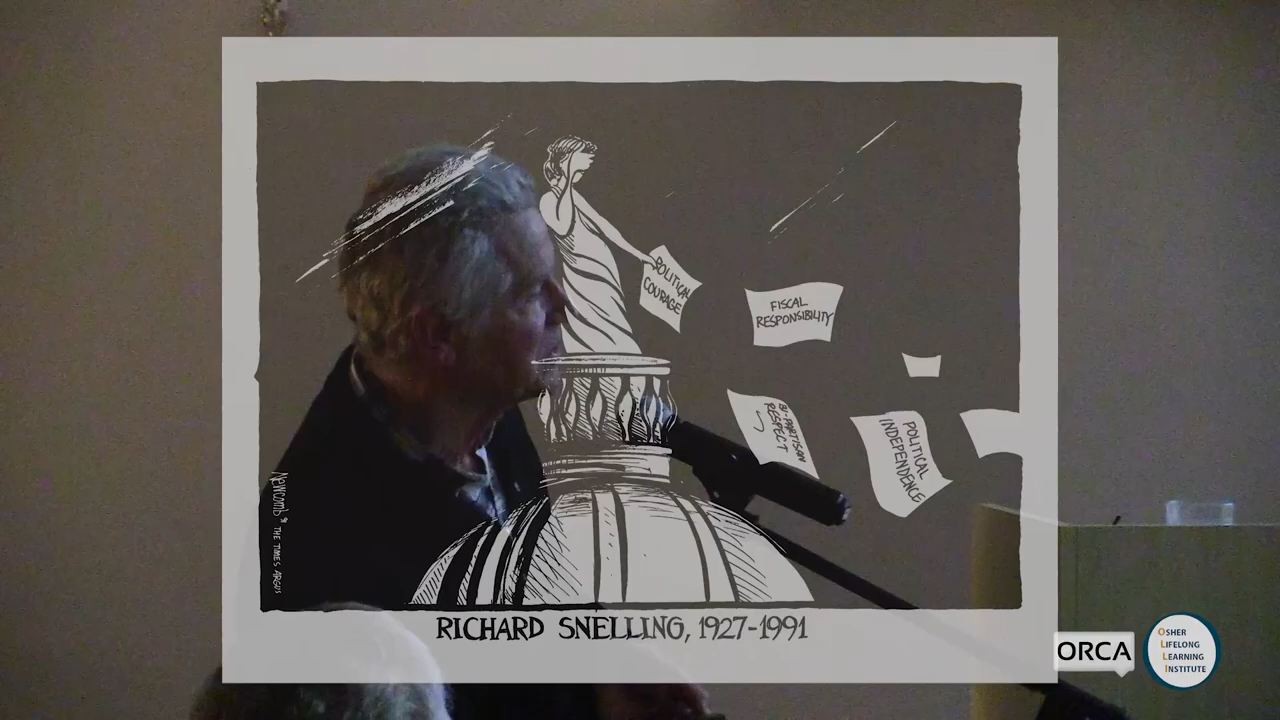 POLITICAL
COURAGE
FISCAL
RESPONSIBILITY
BI-PARTISAN
RESPECT
POLITICAL
INDEPENDENCE
Newcomb 91 THE TIMES ARGUS
RICHARD SNELLING, 1927-1991
ORCA
OSHER
LIFELONG
LEARNING
INSTITUTE